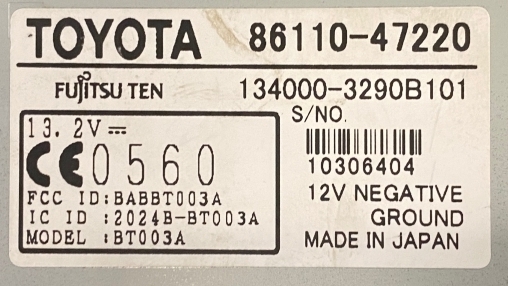 TOYOTA 86110-47220
FUJITSU TEN 134000-3290B101
S/NO.
13.2V⎓
CE0560
10306404
FCC ID:BABBT003A
IC ID :2024B-BT003A
MODEL :BT003A
12V NEGATIVE
GROUND
MADE IN JAPAN